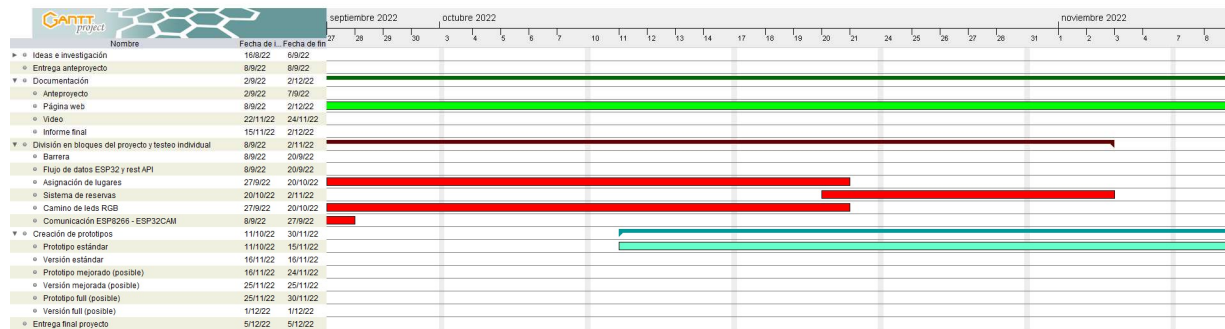 GANTT project
septiembre 2022 octubre 2022 noviembre 2022
Nombre Fecha de i... Fecha de fin 27 28 29 30 3 4 5 6 7 10 11 12 13 14 17 18 19 20 21 24 25 26 27 28 31 1 2 3 4 7 8
Ideas e investigación 16/8/22 6/9/22
Entrega anteproyecto 8/9/22 8/9/22
Documentación 2/9/22 2/12/22
Anteproyecto 2/9/22 7/9/22
Página web 8/9/22 2/12/22
Video 22/11/22 24/11/22
Informe final 15/11/22 2/12/22
División en bloques del proyecto y testeo individual 8/9/22 2/11/22
Barrera 8/9/22 20/9/22
Flujo de datos ESP32 y rest API 8/9/22 20/9/22
Asignación de lugares 27/9/22 20/10/22
Sistema de reservas 20/10/22 2/11/22
Camino de leds RGB 27/9/22 20/10/22
Comunicación ESP8266 - ESP32CAM 8/9/22 27/9/22
Creación de prototipos 11/10/22 30/11/22
Prototipo estándar 11/10/22 15/11/22
Versión estándar 16/11/22 16/11/22
Prototipo mejorado (posible) 16/11/22 24/11/22
Versión mejorada (posible) 25/11/22 25/11/22
Prototipo full (posible) 25/11/22 30/11/22
Versión full (posible) 1/12/22 1/12/22
Entrega final proyecto 5/12/22 5/12/22